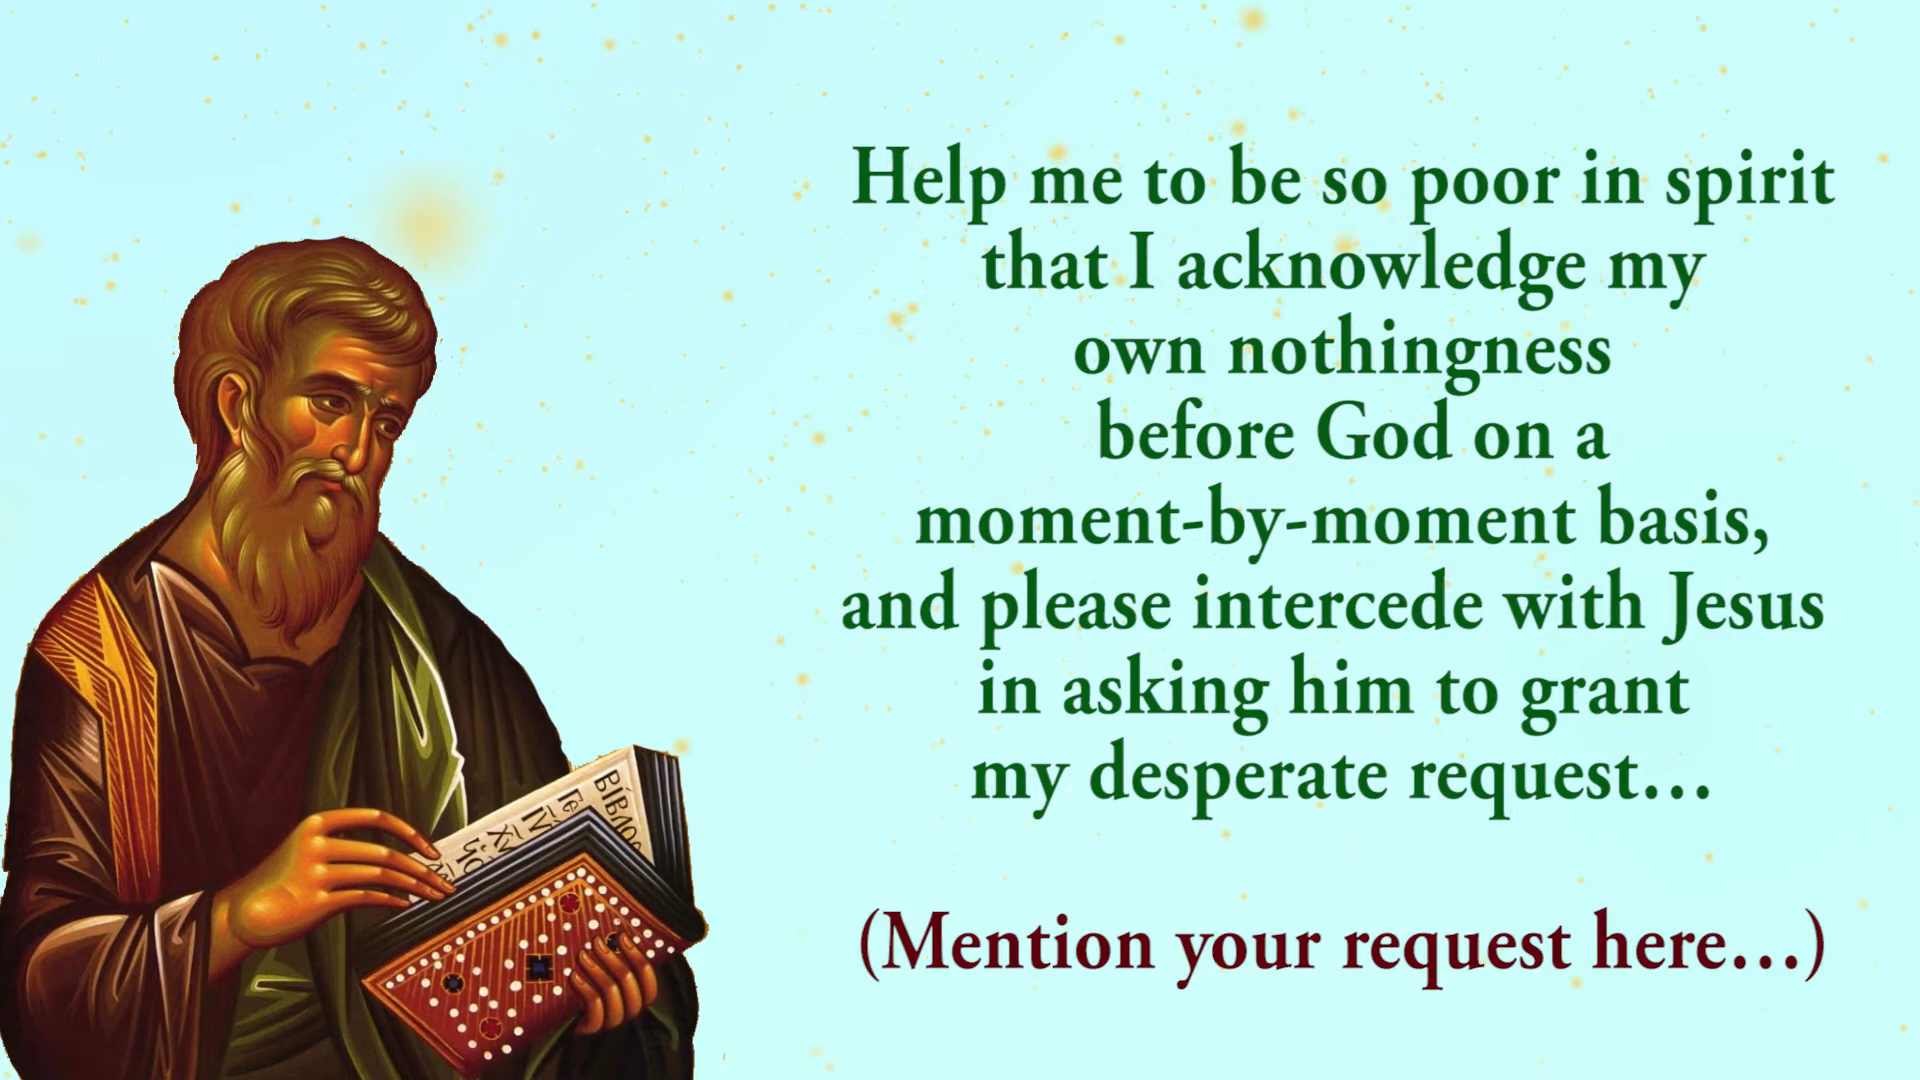 Help me to be so poor in spirit
that I acknowledge my
own nothingness
before God on a
moment-by-moment basis,
and please intercede with Jesus
in asking him to grant
my desperate request...
(Mention your request here...)